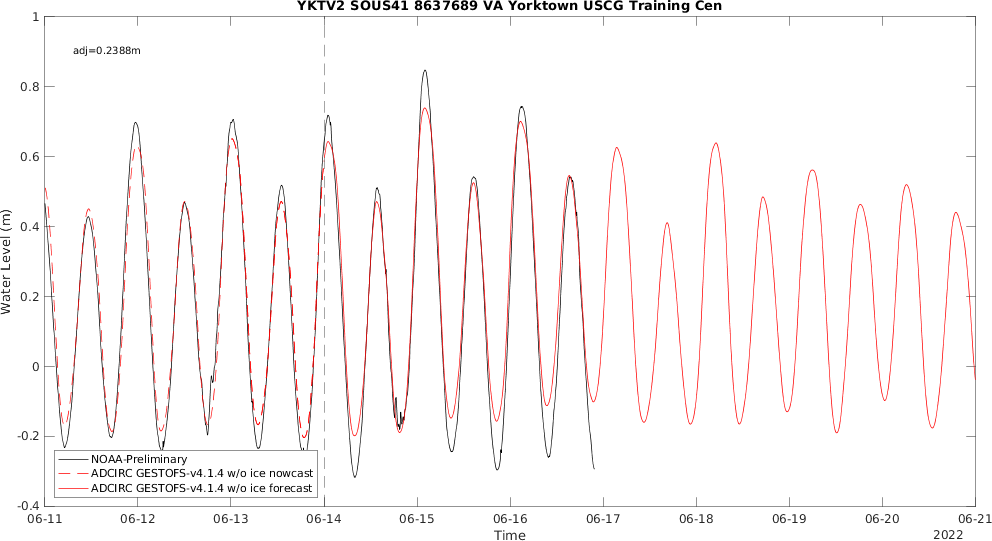 YKTV2 SOUS41 8637689 VA Yorktown USCG Training Cen
adj=0.2388m
1
0.8
0.6
0.4
0.2
0
-0.2
-0.4
Water Level (m)
NOAA-Preliminary
ADCIRC GESTOFS-v4.1.4 w/o ice nowcast
ADCIRC GESTOFS-v4.1.4 w/o ice forecast
06-11 06-12 06-13 06-14 06-15 06-16 06-17 06-18 06-19 06-20 06-21
Time
2022